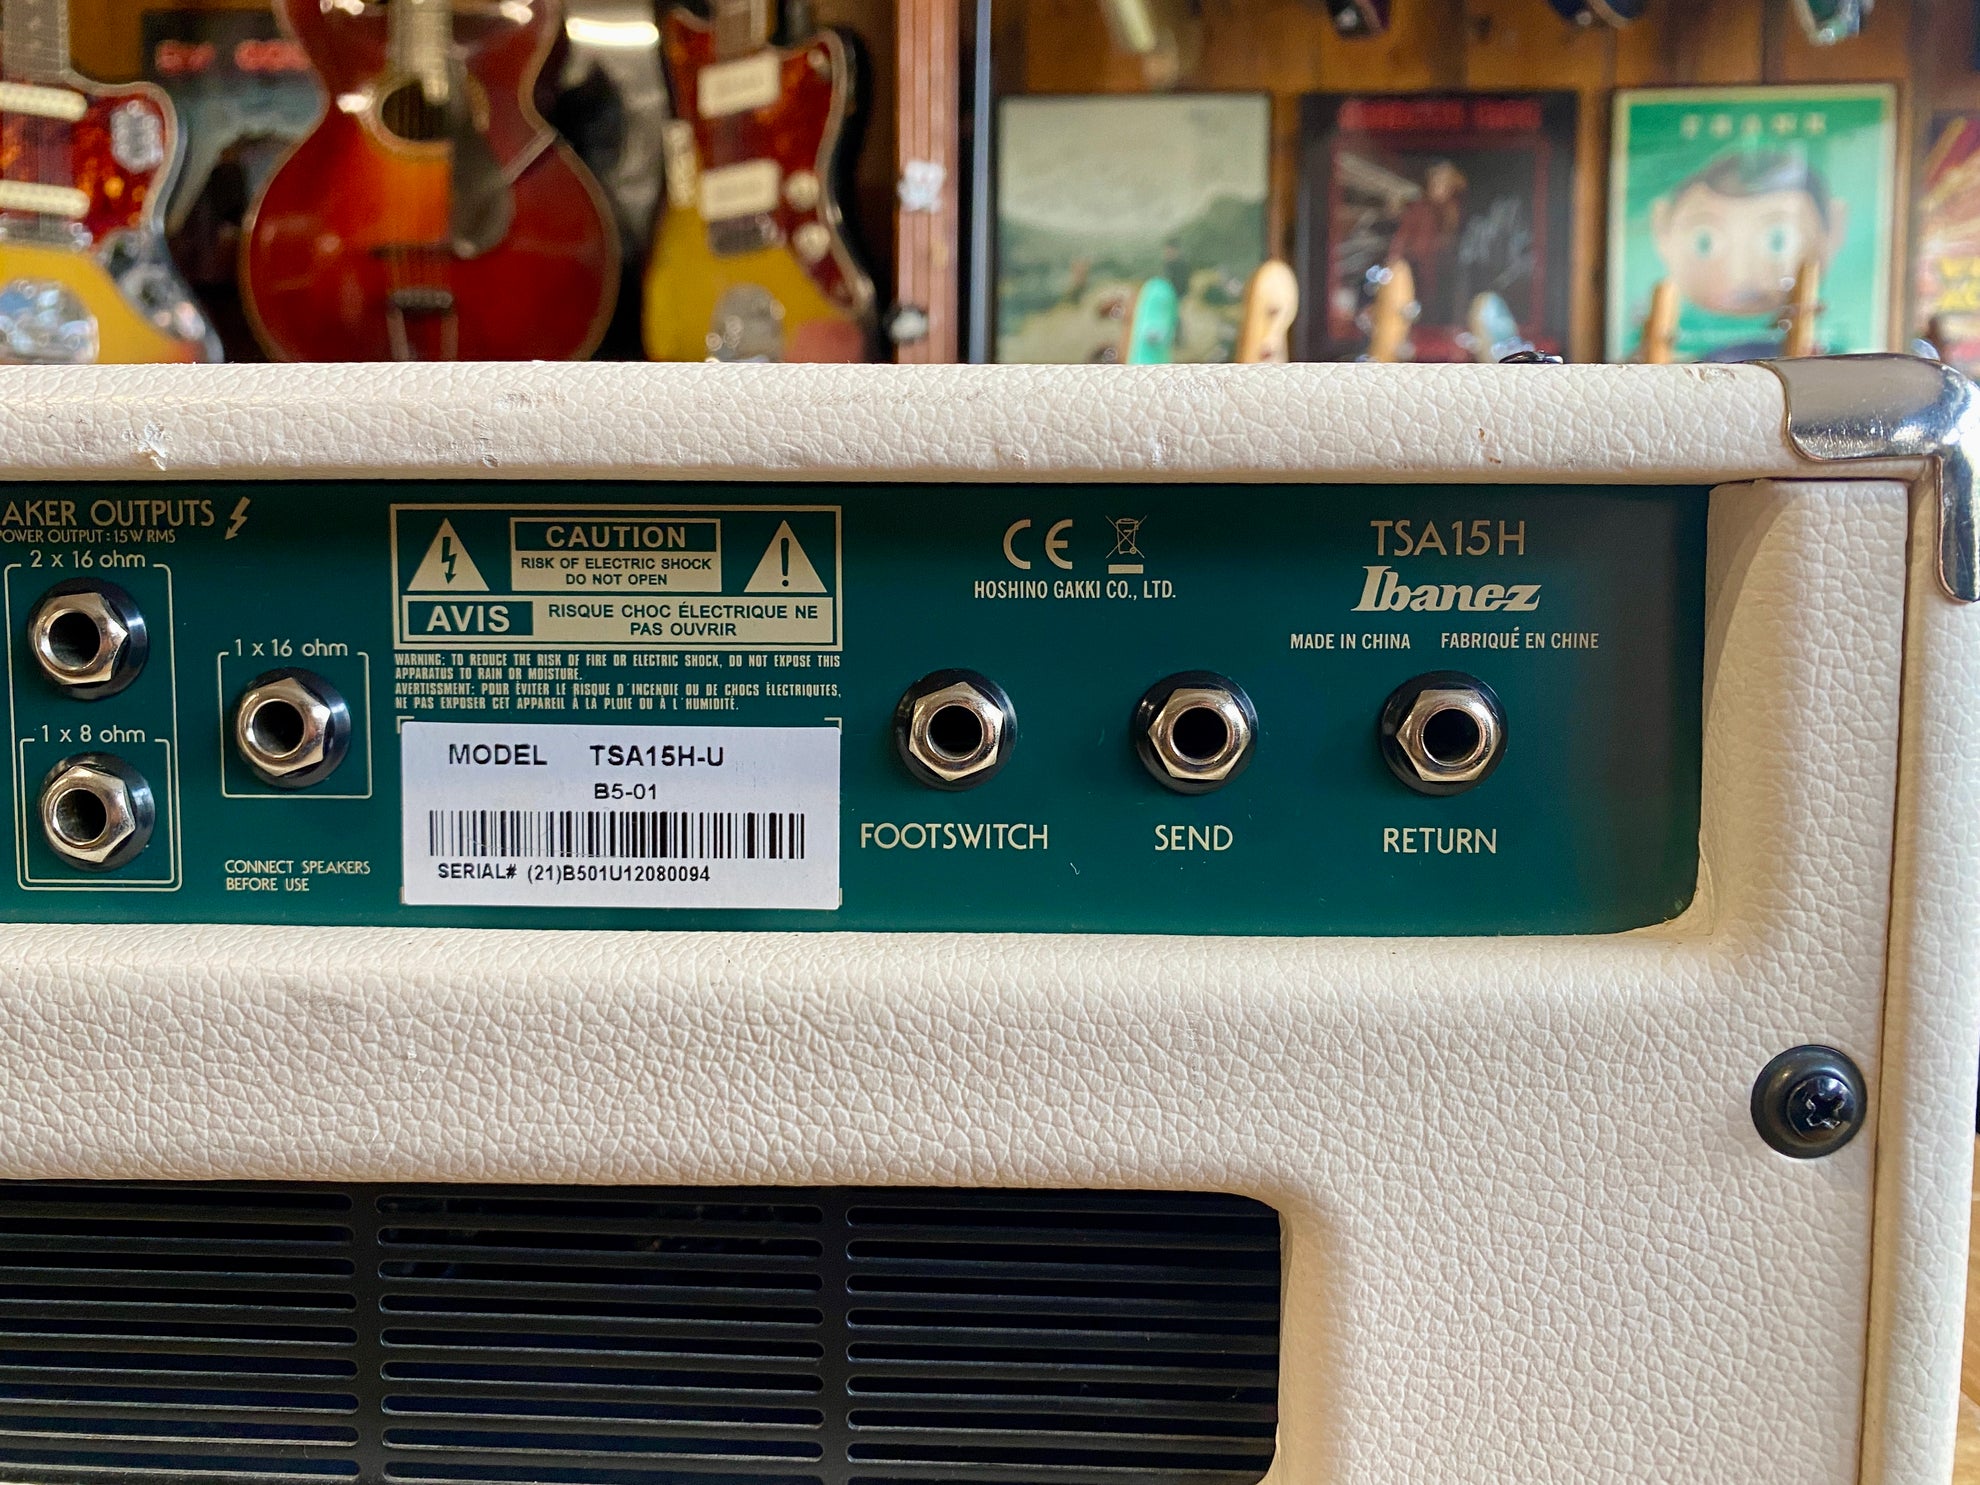 FRANK
AKER OUTPUTS
POWER OUTPUT: 15W RMS
2 x 16 ohm
1 x 8 ohm
1 x 16 ohm
CONNECT SPEAKERS
BEFORE USE
CAUTION
RISK OF ELECTRIC SHOCK
DO NOT OPEN
AVIS
RISQUE CHOC ÉLECTRIQUE NE
PAS OUVRIR
WARNING: TO REDUCE THE RISK OF FIRE OR ELECTRIC SHOCK, DO NOT EXPOSE THIS
APPARATUS TO RAIN OR MOISTURE.
AVERTISSMENT: POUR ÉVITER LE RISQUE D'INCENDIE OU DE CHOCS ÉLECTRIQUTES,
NE PAS EXPOSER CET APPAREIL À LA PLUIE OU À L'HUMIDITÉ.
MODEL TSA15H-U
B5-01
SERIAL# (21)B501U12080094
CE
HOSHINO GAKKI CO., LTD.
TSA15H
Ibanez
MADE IN CHINA FABRIQUÉ EN CHINE
FOOTSWITCH
SEND
RETURN